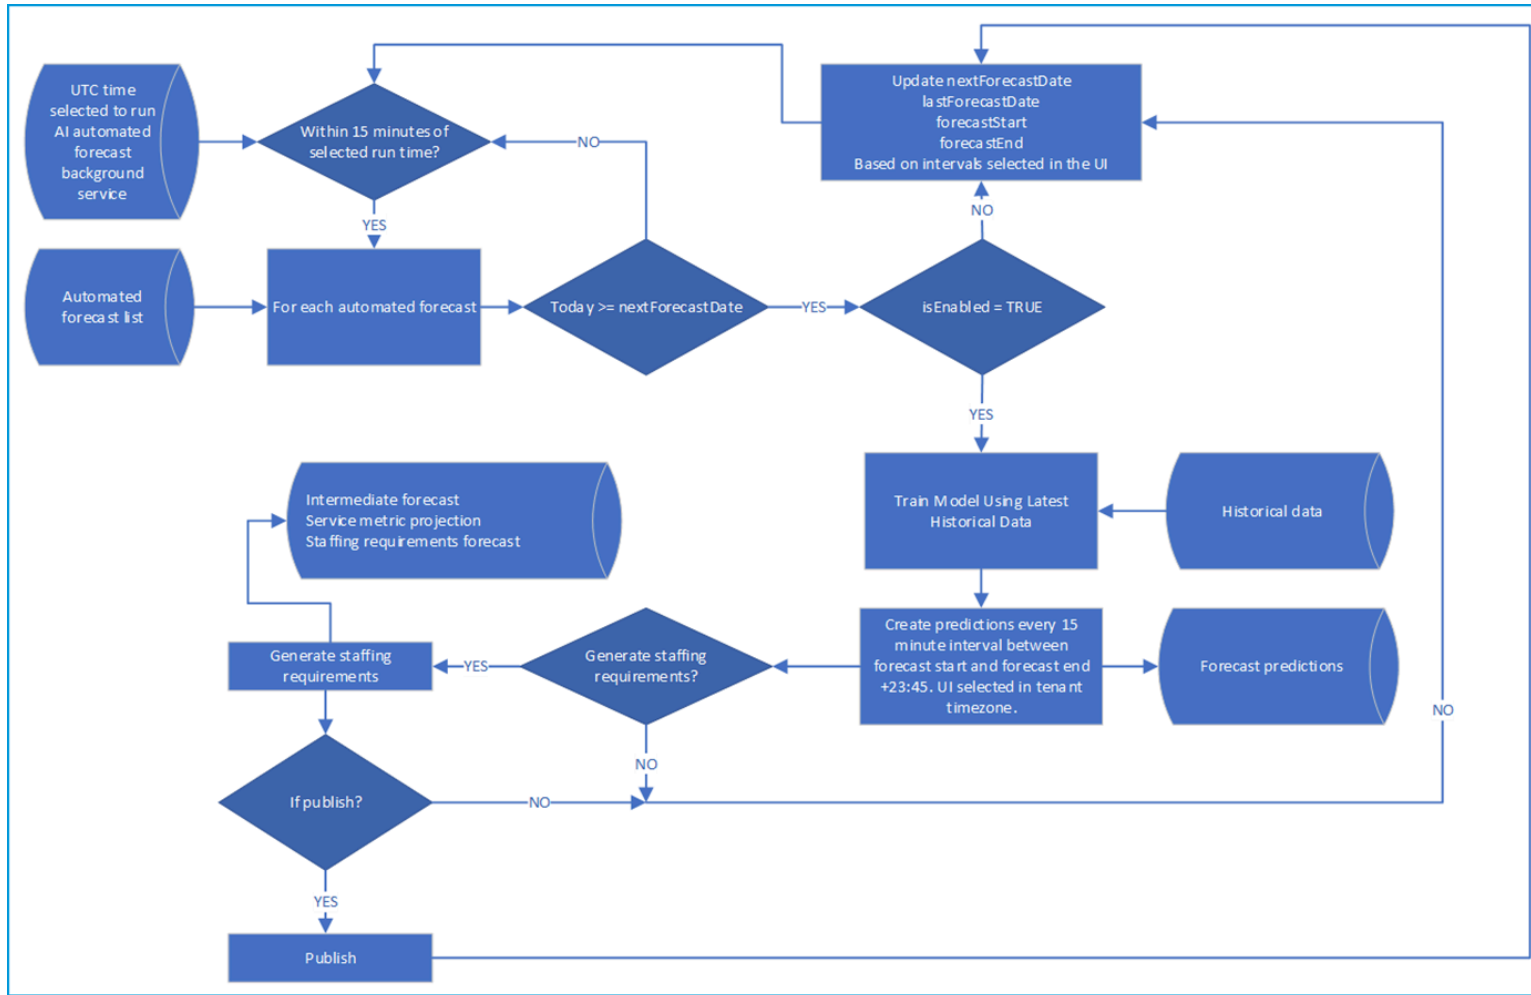 UTC time
selected to run
AI automated
forecast
background
service
Within 15 minutes of
selected run time?
NO
YES
Update nextForecastDate
lastForecastDate
forecastStart
forecastEnd
Based on intervals selected in the UI
NO
Automated
forecast list
For each automated forecast
Today >= nextForecastDate
YES
isEnabled = TRUE
YES
Intermediate forecast
Service metric projection
Staffing requirements forecast
Train Model Using Latest
Historical Data
Historical data
Generate staffing
requirements
YES
Generate staffing
requirements?
Create predictions every 15
minute interval between
forecast start and forecast end
+23:45. UI selected in tenant
timezone.
Forecast predictions
NO
NO
If publish?
NO
YES
Publish